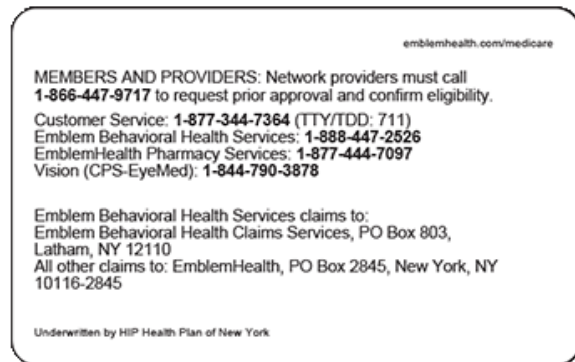 emblemhealth.com/medicare
MEMBERS AND PROVIDERS: Network providers must call
1-866-447-9717 to request prior approval and confirm eligibility.
Customer Service: 1-877-344-7364 (TTY/TDD: 711)
Emblem Behavioral Health Services: 1-888-447-2526
EmblemHealth Pharmacy Services: 1-877-444-7097
Vision (CPS-EyeMed): 1-844-790-3878
Emblem Behavioral Health Services claims to:
Emblem Behavioral Health Claims Services, PO Box 803,
Latham, NY 12110
All other claims to: EmblemHealth, PO Box 2845, New York, NY
10116-2845
Underwritten by HIP Health Plan of New York